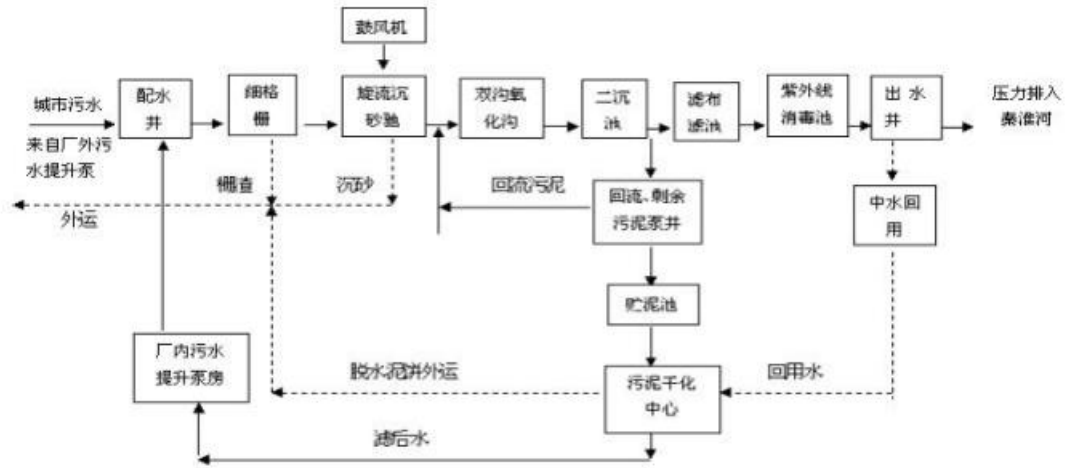 鼓风机
城市污水
来自厂外污
水提升泵
配水
井
细格
栅
旋流沉
砂驰
双沟氧
化沟
二沉
池
滤布
滤池
紫外线
消毒池
出 水
井
压力排入
秦淮河
栅渣
沉砂
回流污泥
回流、剩余
污泥泵井
中水回
用
外运
贮泥池
厂内污水
提升泵房
脱水泥饼外运
污泥干化
中心
回用水
滤后水